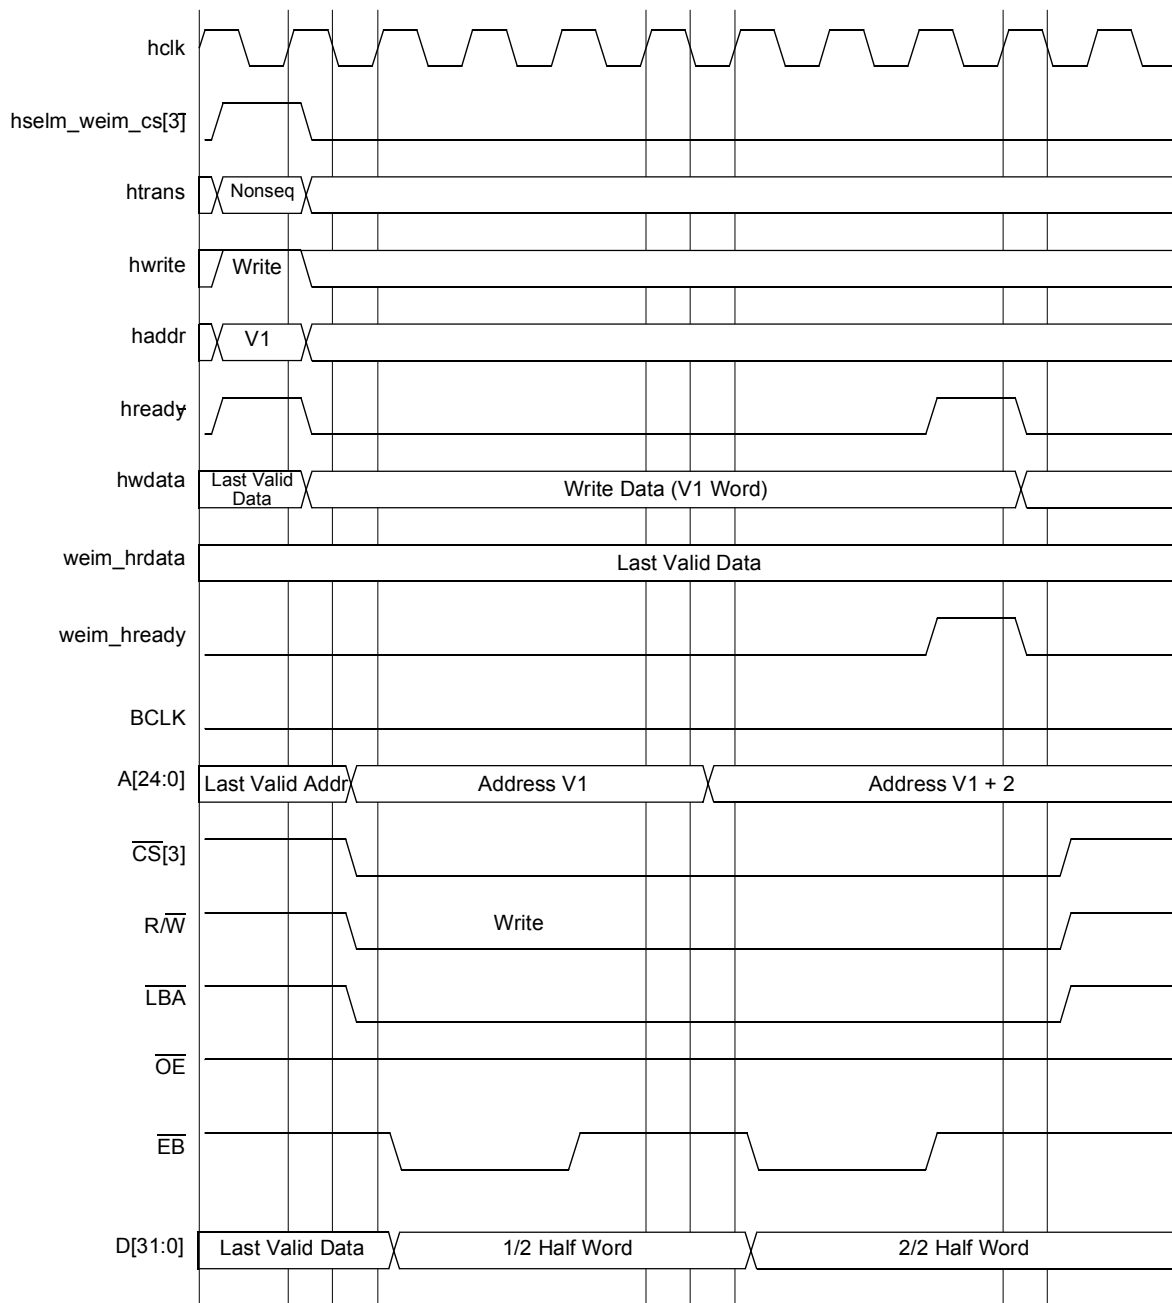 hclk
hselm_weim_cs[3]
htrans Nonseq
hwrite Write
haddr V1
hready
hwdata Last Valid Data Write Data (V1 Word)
weim_hrdata Last Valid Data
weim_hready
BCLK
A[24:0] Last Valid Addr Address V1 Address V1 + 2
CS[3]
R/W Write
LBA
OE
EB
D[31:0] Last Valid Data 1/2 Half Word 2/2 Half Word